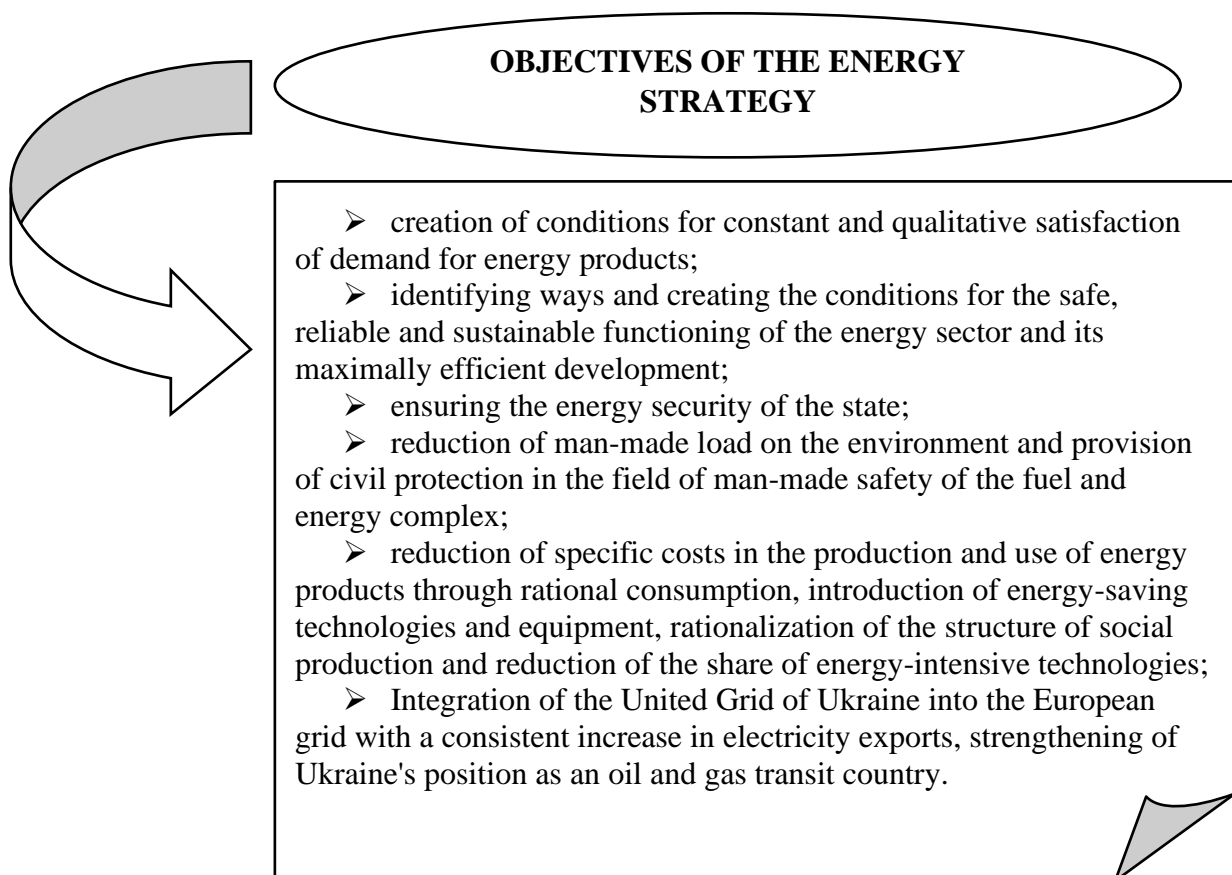 OBJECTIVES OF THE ENERGY
STRATEGY
➢ creation of conditions for constant and qualitative satisfaction
of demand for energy products;
➢ identifying ways and creating the conditions for the safe,
reliable and sustainable functioning of the energy sector and its
maximally efficient development;
➢ ensuring the energy security of the state;
➢ reduction of man-made load on the environment and provision
of civil protection in the field of man-made safety of the fuel and
energy complex;
➢ reduction of specific costs in the production and use of energy
products through rational consumption, introduction of energy-saving
technologies and equipment, rationalization of the structure of social
production and reduction of the share of energy-intensive technologies;
➢ Integration of the United Grid of Ukraine into the European
grid with a consistent increase in electricity exports, strengthening of
Ukraine's position as an oil and gas transit country.